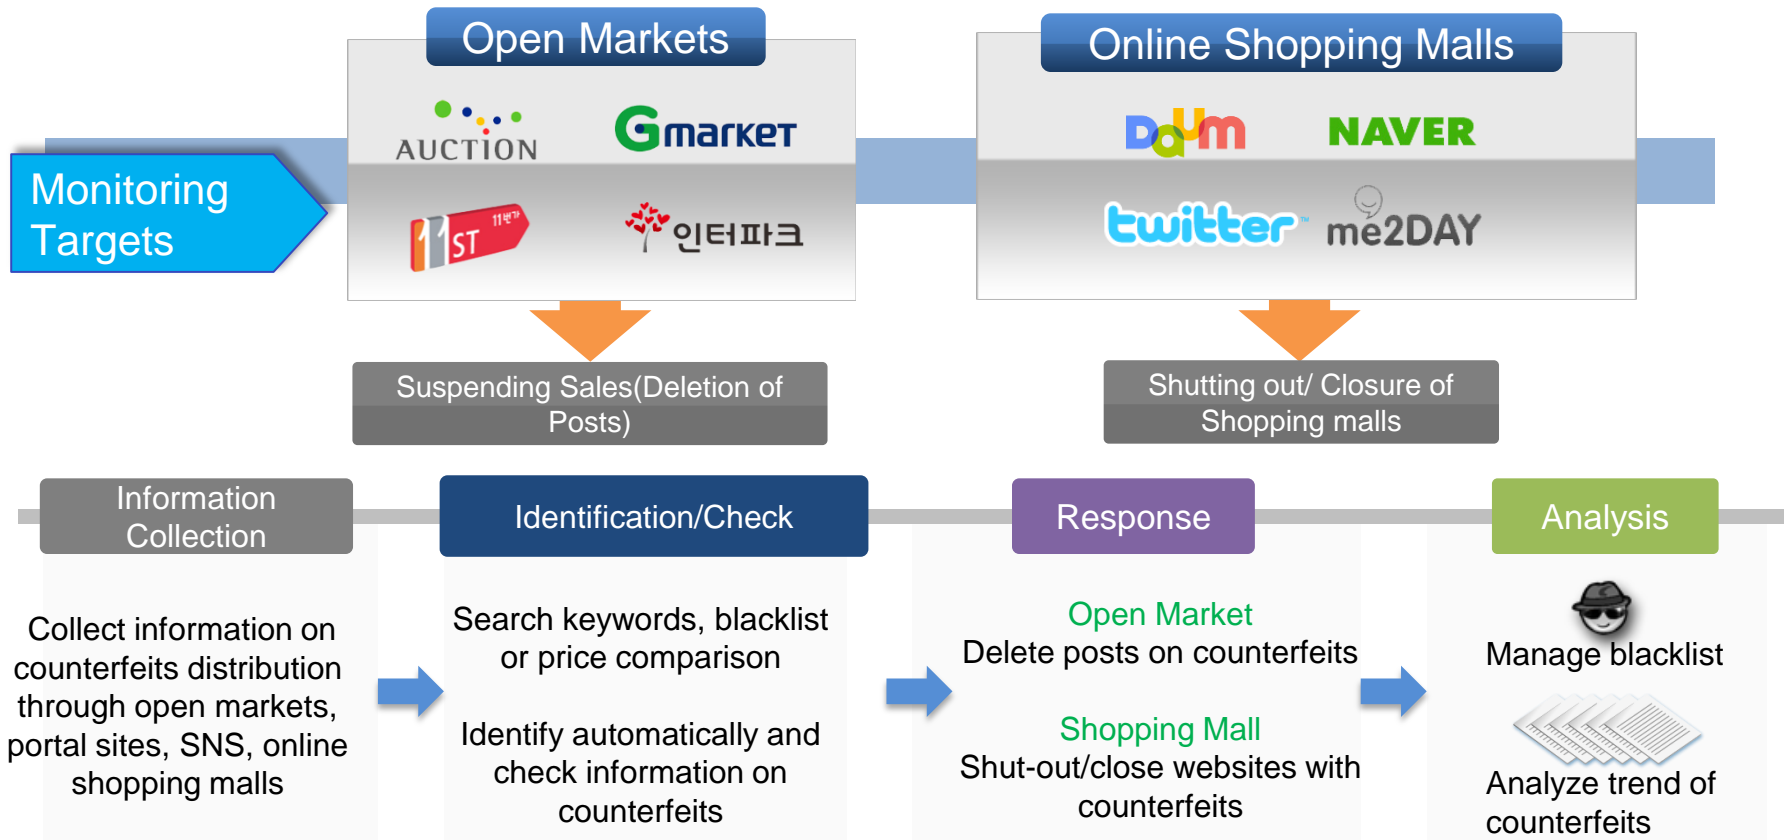 Open Markets
Online Shopping Malls
AUCTION
Gmarket
Daum
NAVER
Monitoring
Targets
11ST
11번가
인터파크
twitter™
me2DAY
Suspending Sales(Deletion of
Posts)
Shutting out/ Closure of
Shopping malls
Information
Collection
Identification/Check
Response
Analysis
Collect information on
counterfeits distribution
through open markets,
portal sites, SNS, online
shopping malls
Search keywords, blacklist
or price comparison
Identify automatically and
check information on
counterfeits
Open Market
Delete posts on counterfeits
Shopping Mall
Shut-out/close websites with
counterfeits
Manage blacklist
Analyze trend of
counterfeits